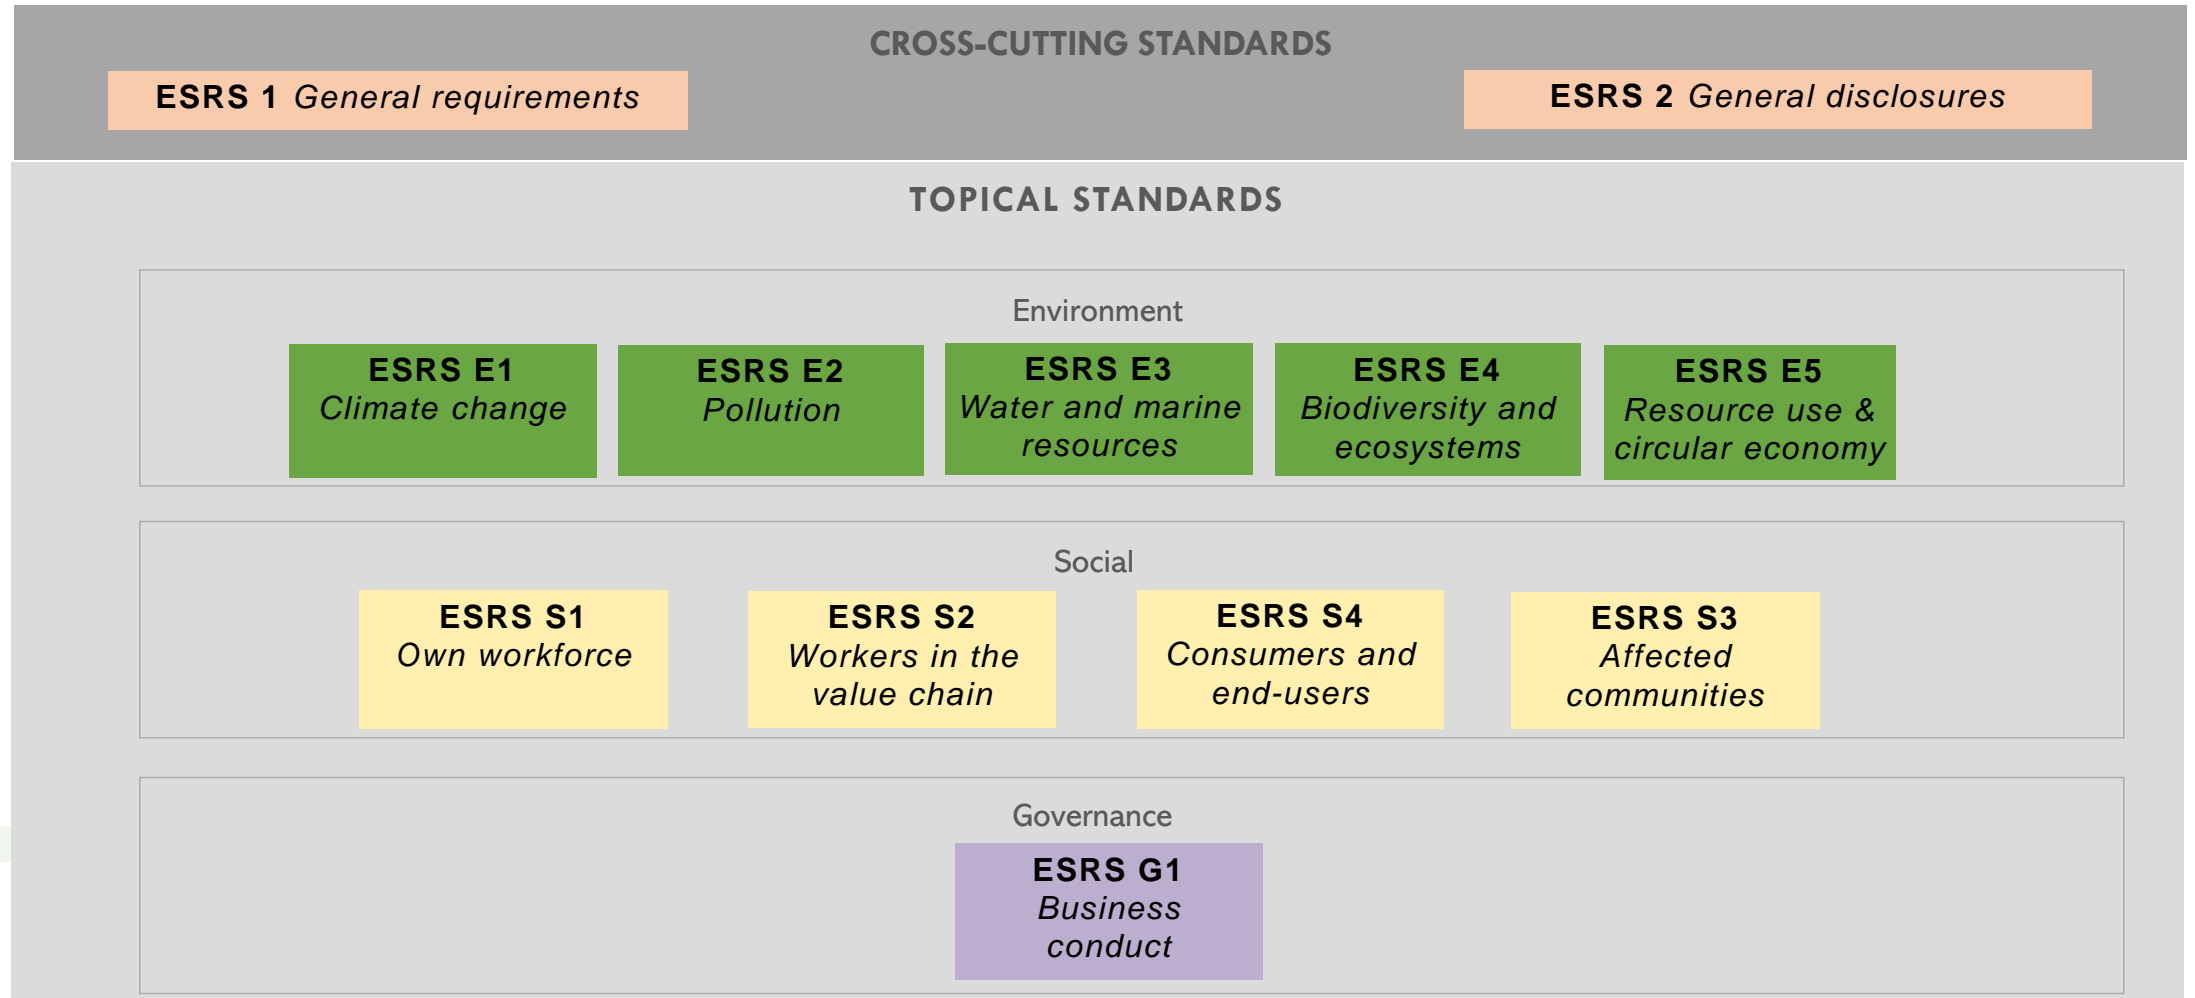 CROSS-CUTTING STANDARDS
ESRS 1 General requirements
ESRS 2 General disclosures
TOPICAL STANDARDS
Environment
ESRS E1
Climate change
ESRS E2
Pollution
ESRS E3
Water and marine
resources
ESRS E4
Biodiversity and
ecosystems
ESRS E5
Resource use &
circular economy
Social
ESRS S1
Own workforce
ESRS S2
Workers in the
value chain
ESRS S4
Consumers and
end-users
ESRS S3
Affected
communities
Governance
ESRS G1
Business
conduct